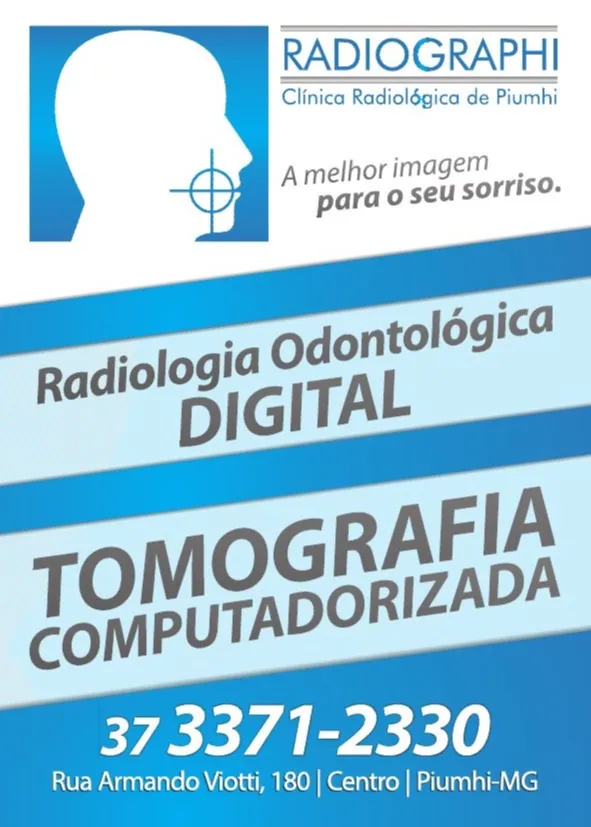 RADIOGRAPHI
Clínica Radiológica de Piumhi
A melhor imagem
para o seu sorriso.
Radiologia Odontológica
DIGITAL
TOMOGRAFIA
COMPUTADORIZADA
37 3371-2330
Rua Armando Viotti, 180 | Centro | Piumhi-MG